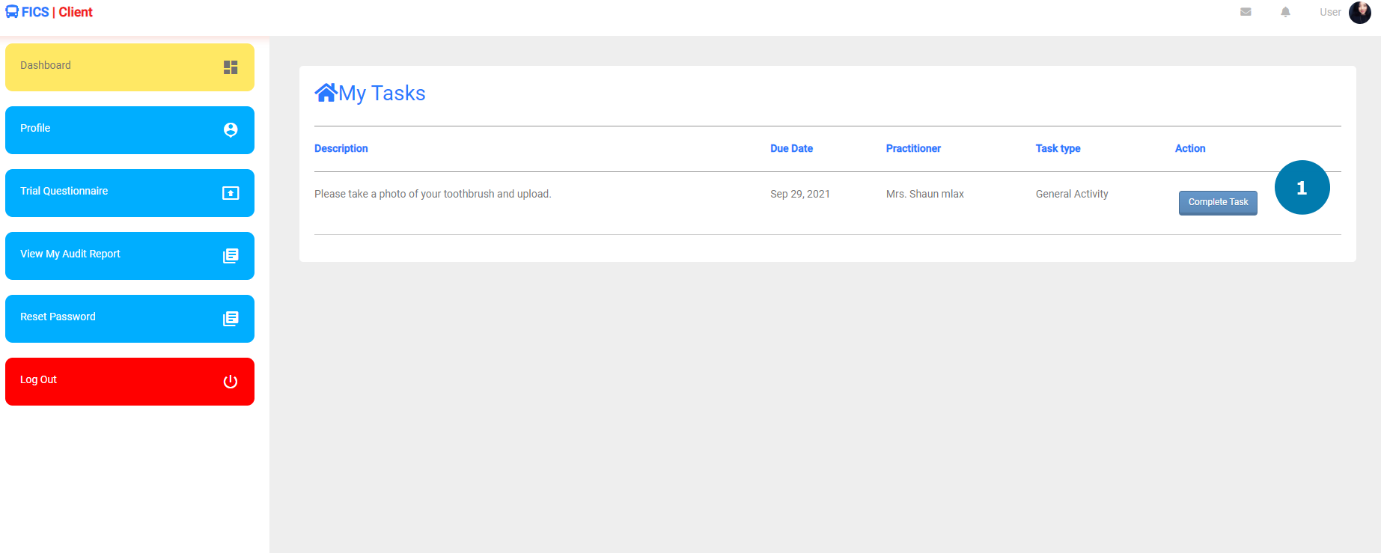 FICS | Client
User
Dashboard
Profile
Trial Questionnaire
View My Audit Report
Reset Password
Log Out
My Tasks
Description Due Date Practitioner Task type Action
Please take a photo of your toothbrush and upload. Sep 29, 2021 Mrs. Shaun mlax General Activity Complete Task
1